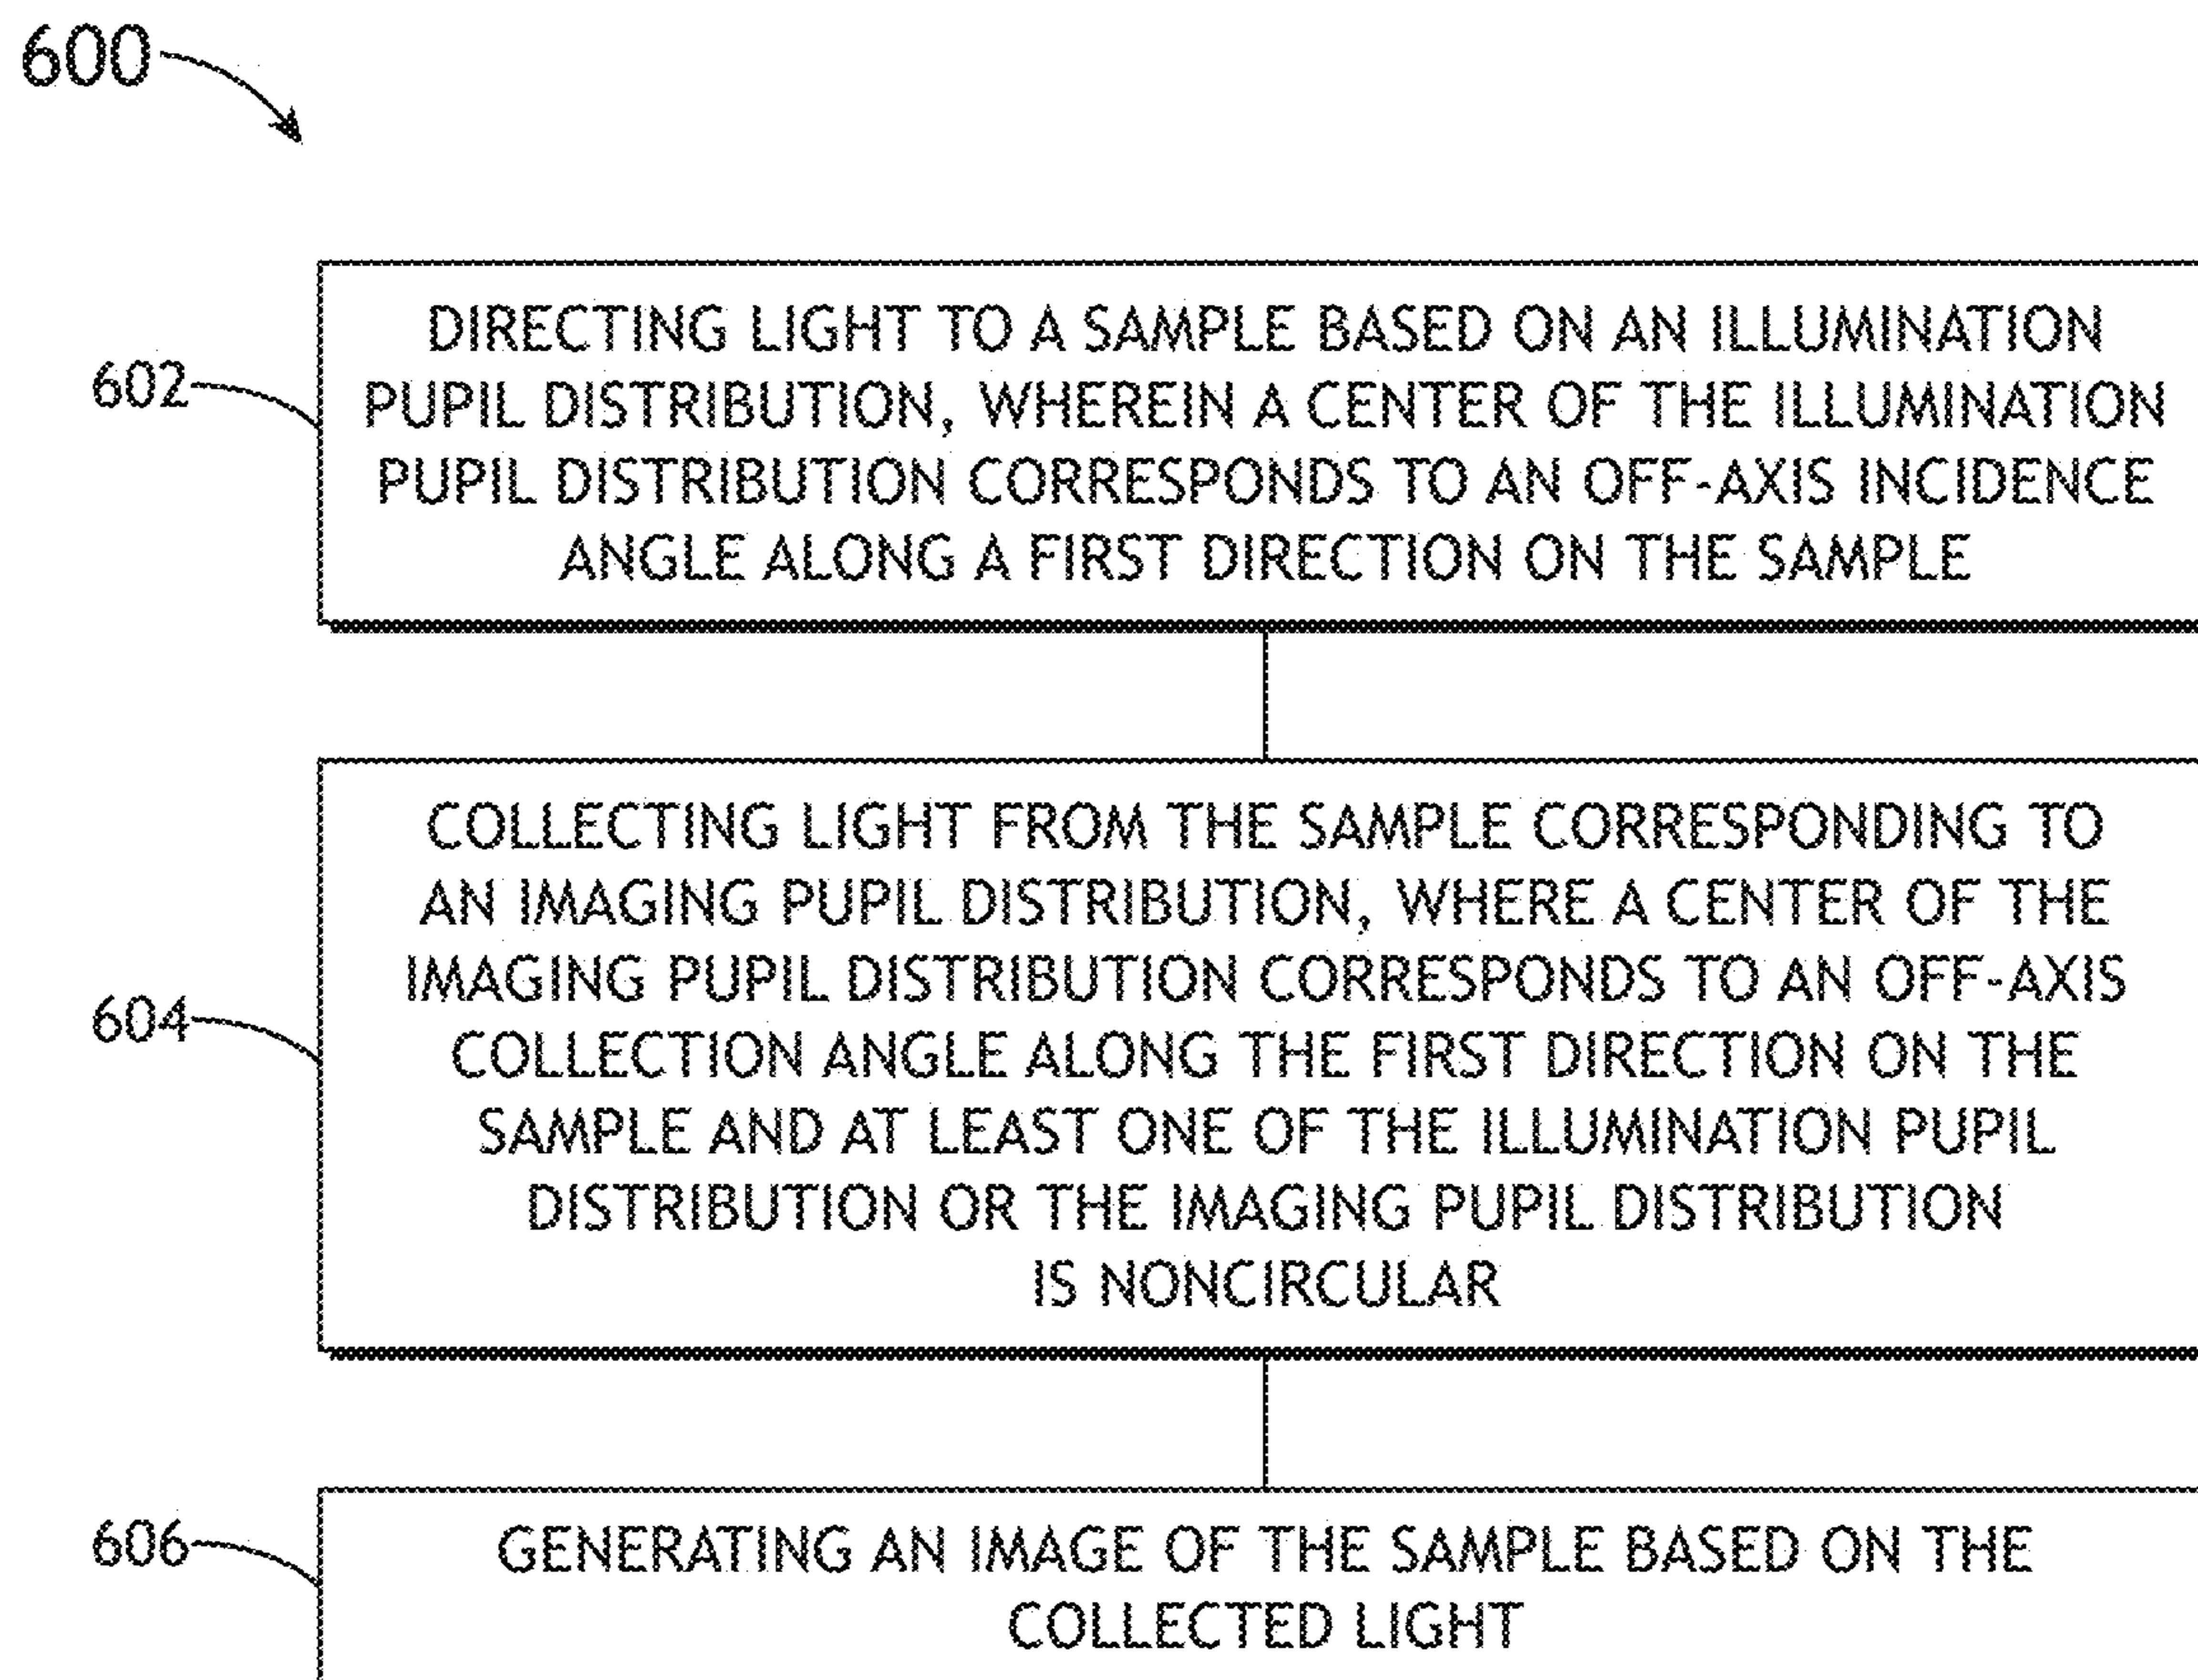 600
602
DIRECTING LIGHT TO A SAMPLE BASED ON AN ILLUMINATION
PUPIL DISTRIBUTION, WHEREIN A CENTER OF THE ILLUMINATION
PUPIL DISTRIBUTION CORRESPONDS TO AN OFF-AXIS INCIDENCE
ANGLE ALONG A FIRST DIRECTION ON THE SAMPLE
604
COLLECTING LIGHT FROM THE SAMPLE CORRESPONDING TO
AN IMAGING PUPIL DISTRIBUTION, WHERE A CENTER OF THE
IMAGING PUPIL DISTRIBUTION CORRESPONDS TO AN OFF-AXIS
COLLECTION ANGLE ALONG THE FIRST DIRECTION ON THE
SAMPLE AND AT LEAST ONE OF THE ILLUMINATION PUPIL
DISTRIBUTION OR THE IMAGING PUPIL DISTRIBUTION
IS NONCIRCULAR
606
GENERATING AN IMAGE OF THE SAMPLE BASED ON THE
COLLECTED LIGHT